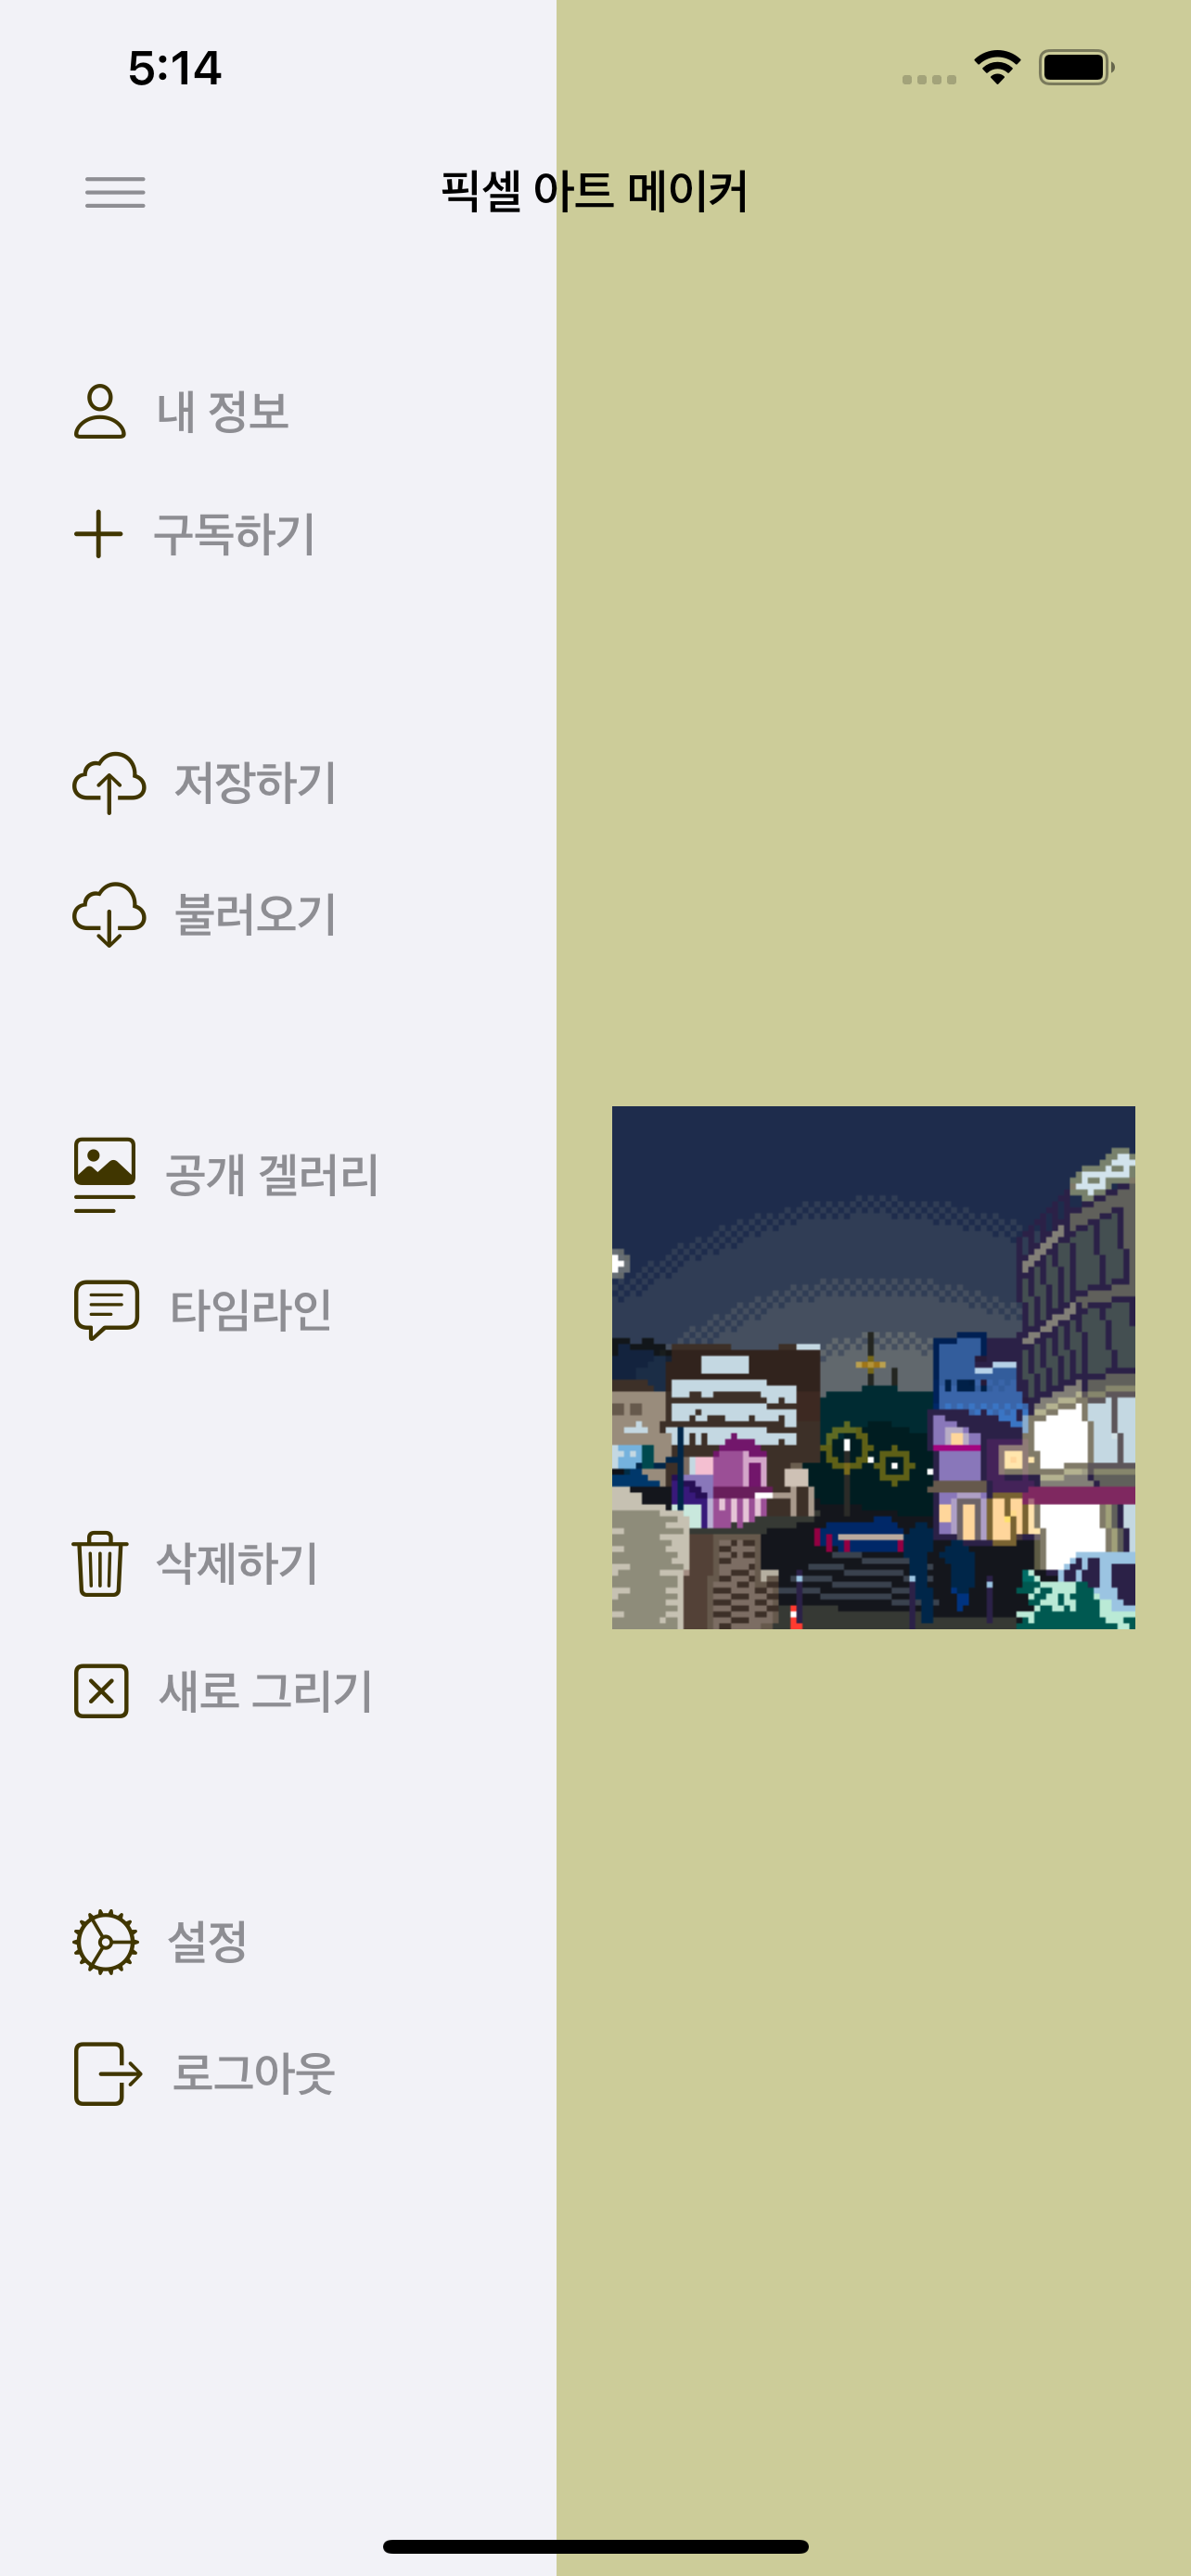 5:14
픽셀 아트 메이커
내 정보
구독하기
저장하기
불러오기
공개 겔러리
타임라인
삭제하기
새로 그리기
설정
로그아웃